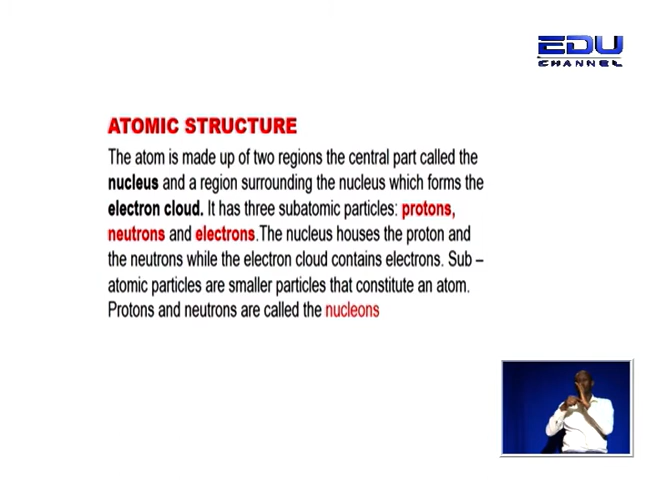 EDU
CHANNEL
ATOMIC STRUCTURE
The atom is made up of two regions the central part called the
nucleus and a region surrounding the nucleus which forms the
electron cloud. It has three subatomic particles: protons,
neutrons and electrons.The nucleus houses the proton and
the neutrons while the electron cloud contains electrons. Sub –
atomic particles are smaller particles that constitute an atom.
Protons and neutrons are called the nucleons